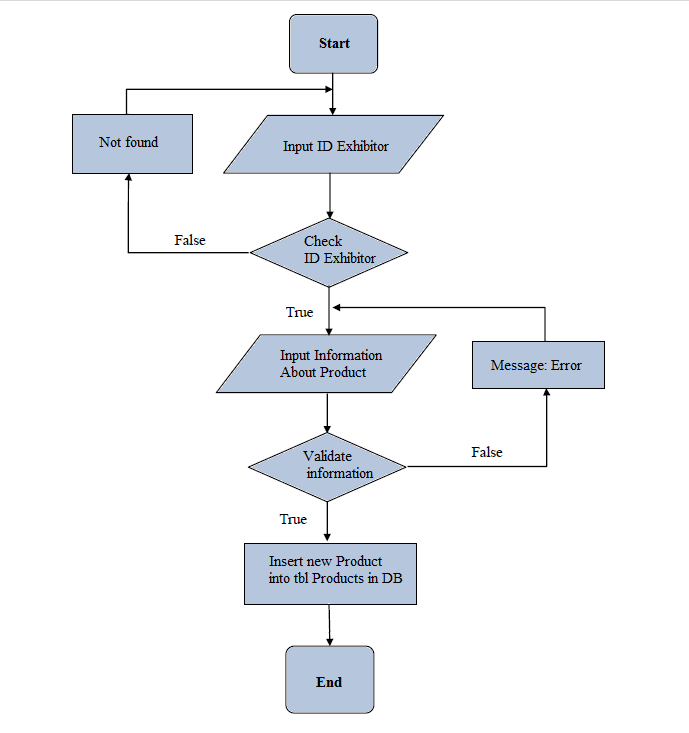 Start
Not found
Input ID Exhibitor
False
Check
ID Exhibitor
True
Input Information
About Product
Message: Error
False
Validate
information
True
Insert new Product
into tbl Products in DB
End